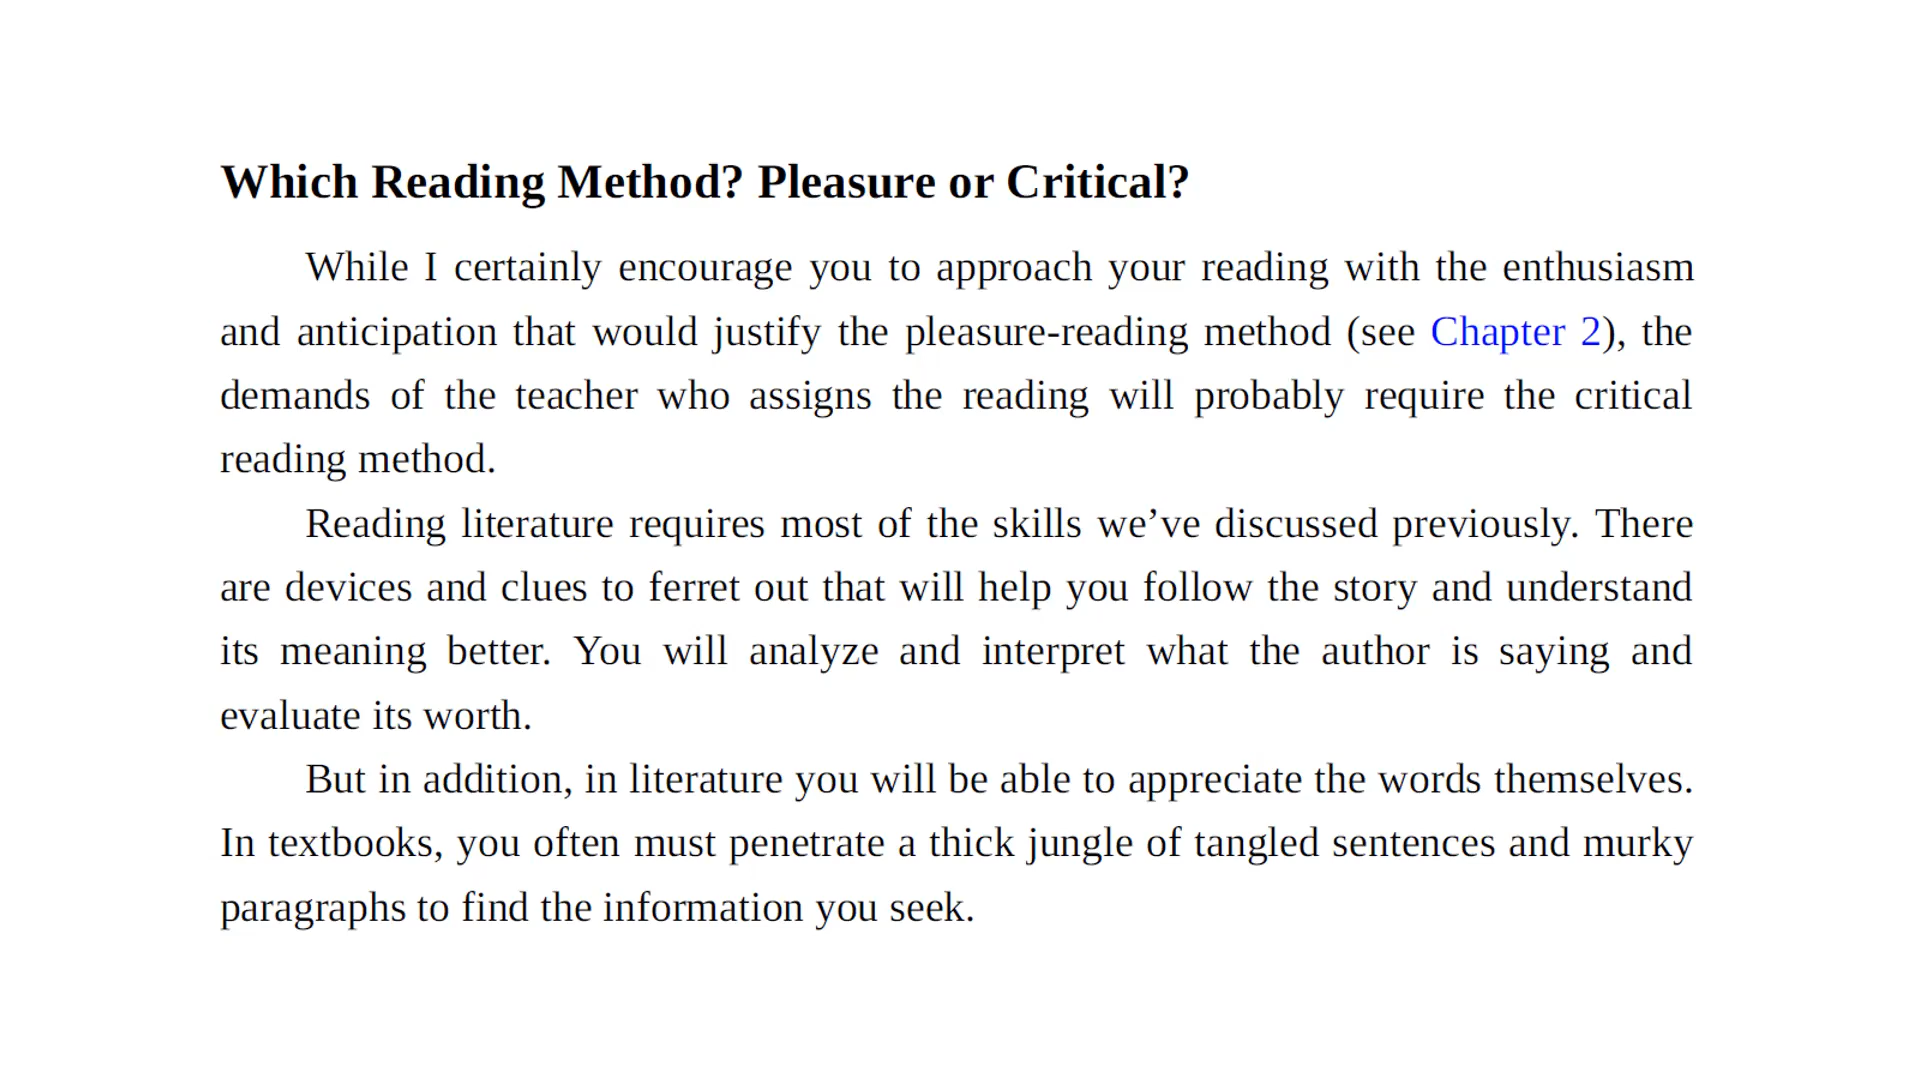 Which Reading Method? Pleasure or Critical?
While I certainly encourage you to approach your reading with the enthusiasm
and anticipation that would justify the pleasure-reading method (see Chapter 2), the
demands of the teacher who assigns the reading will probably require the critical
reading method.
Reading literature requires most of the skills we’ve discussed previously. There
are devices and clues to ferret out that will help you follow the story and understand
its meaning better. You will analyze and interpret what the author is saying and
evaluate its worth.
But in addition, in literature you will be able to appreciate the words themselves.
In textbooks, you often must penetrate a thick jungle of tangled sentences and murky
paragraphs to find the information you seek.